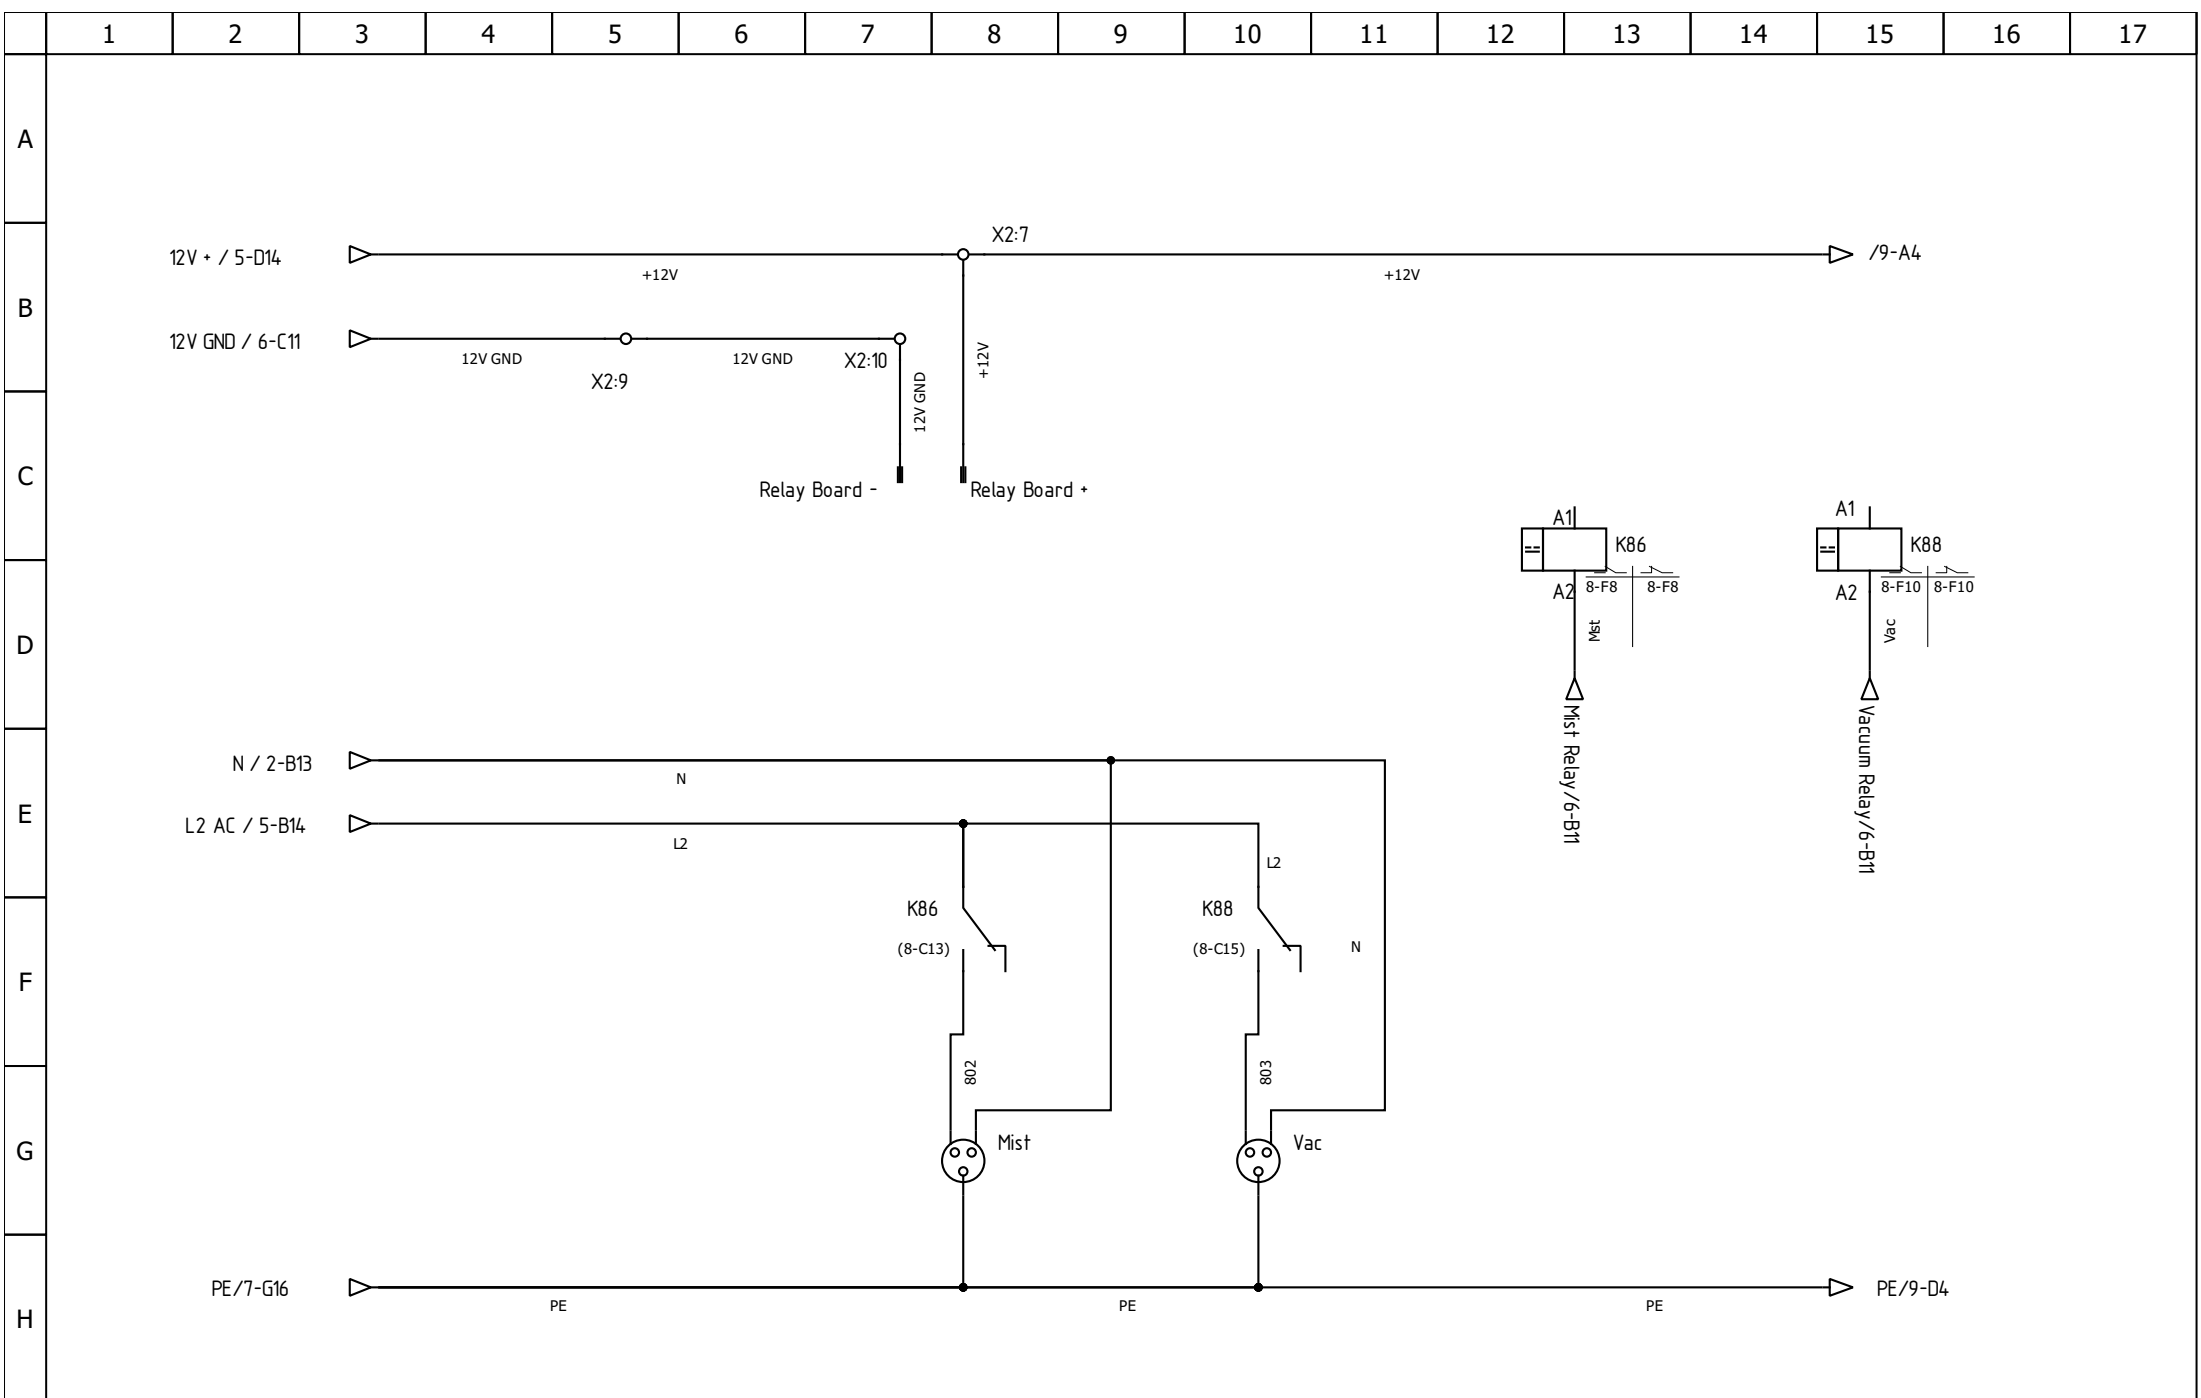 1 2 3 4 5 6 7 8 9 10 11 12 13 14 15 16 17
A
X2:7
12V + / 5-D14
/9-A4
+12V
+12V
B
12V GND / 6-C11
12V GND
12V GND
X2:10
+12V
X2:9
12V GND
C
Relay Board -
Relay Board +
A1
K86
A2
8-F8
8-F8
Mst
Mist Relay/6-B11
A1
K88
A2
8-F10
8-F10
Vac
Vacuum Relay/6-B11
D
N / 2-B13
N
E
L2 AC / 5-B14
L2
L2
K86
(8-C13)
K88
(8-C15)
N
F
802
803
G
Mist
Vac
PE/7-G16
PE
PE
PE
PE/9-D4
H